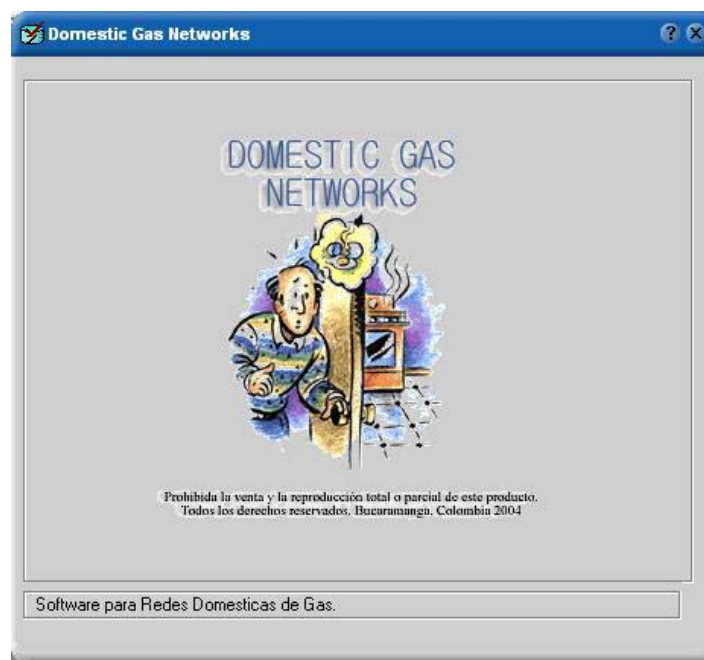 Domestic Gas Networks
DOMESTIC GAS
NETWORKS
Prohibida la venta y la reproducción total o parcial de este producto.
Todos los derechos reservados. Bucaramanga. Colombia 2004
Software para Redes Domesticas de Gas.